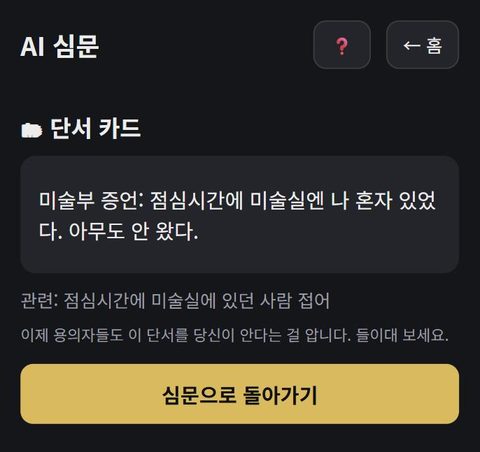 AI 심문
❓
← 홈
단서 카드
미술부 증언: 점심시간에 미술실엔 나 혼자 있었
다. 아무도 안 왔다.
관련: 점심시간에 미술실에 있던 사람 접어
이제 용의자들도 이 단서를 당신이 안다는 걸 압니다. 들이대 보세요.
심문으로 돌아가기